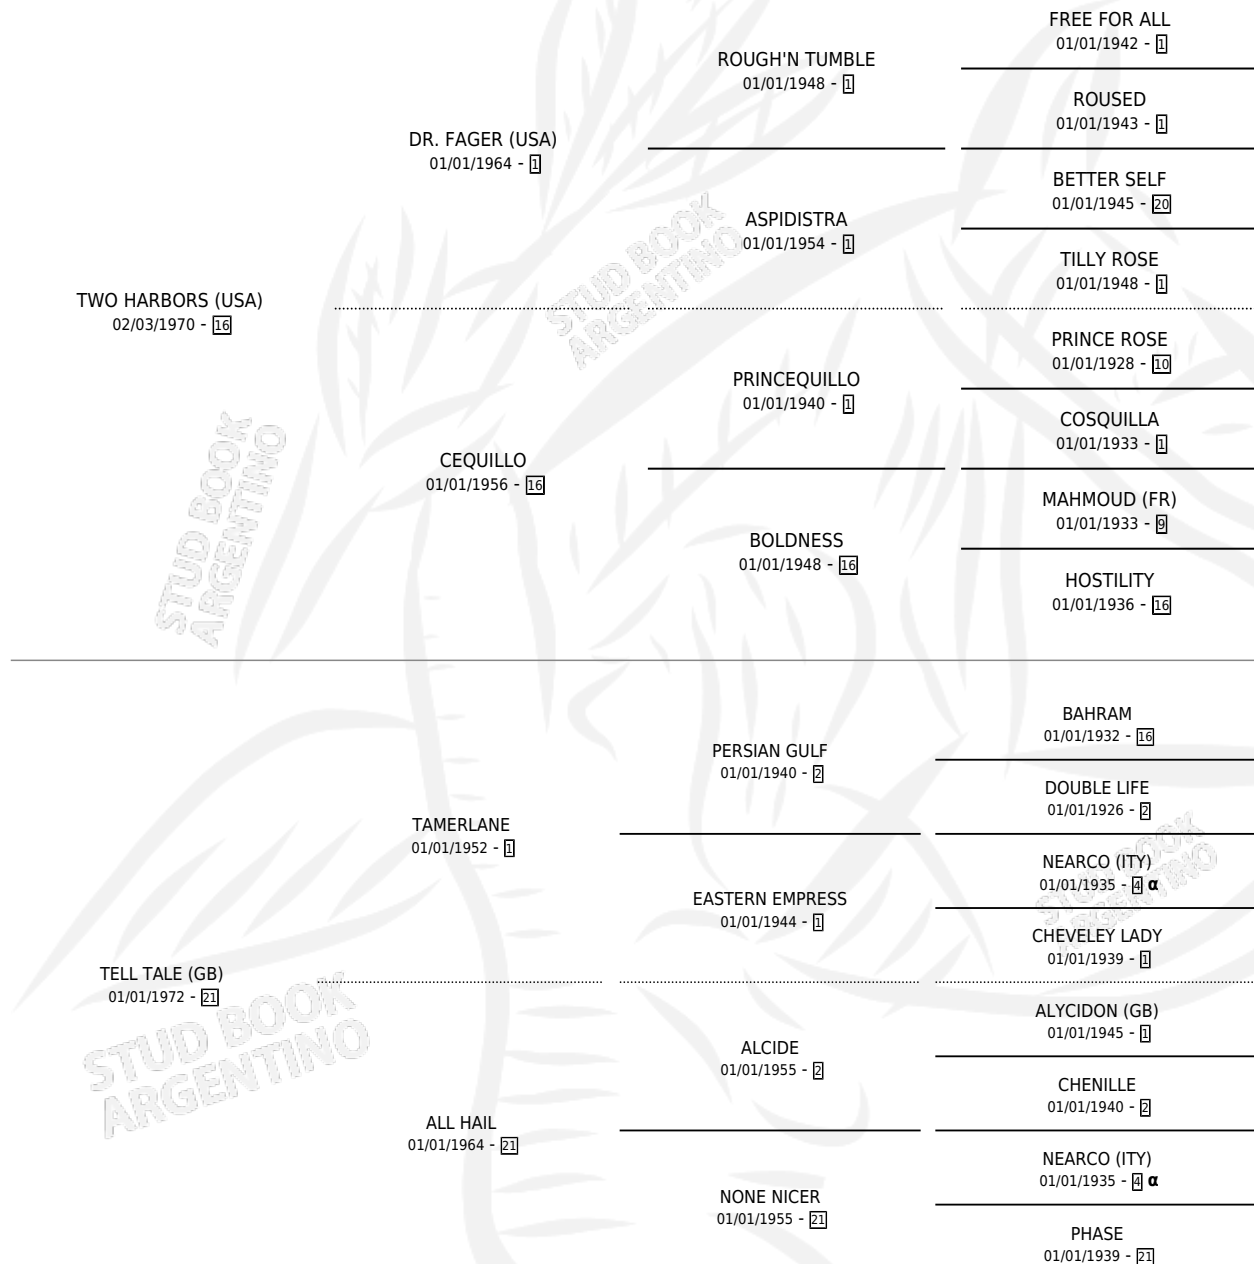 FREE FOR ALL
01/01/1942 - 1
ROUGH'N TUMBLE
01/01/1948 - 1
ROUSED
01/01/1943 - 1
DR. FAGER (USA)
01/01/1964 - 1
BETTER SELF
01/01/1945 - 20
ASPIDISTRA
01/01/1954 - 1
TILLY ROSE
01/01/1948 - 1
TWO HARBORS (USA)
02/03/1970 - 16
PRINCE ROSE
01/01/1928 - 10
PRINCEQUILLO
01/01/1940 - 1
COSQUILLA
01/01/1933 - 1
CEQUILLO
01/01/1956 - 16
MAHMOUD (FR)
01/01/1933 - 9
BOLDNESS
01/01/1948 - 16
HOSTILITY
01/01/1936 - 16
BAHRAM
01/01/1932 - 16
PERSIAN GULF
01/01/1940 - 2
DOUBLE LIFE
01/01/1926 - 2
TAMERLANE
01/01/1952 - 1
NEARCO (ITY)
01/01/1935 - 4 α
EASTERN EMPRESS
01/01/1944 - 1
CHEVELEY LADY
01/01/1939 - 1
TELL TALE (GB)
01/01/1972 - 21
ALYCIDON (GB)
01/01/1945 - 1
ALCIDE
01/01/1955 - 2
CHENILLE
01/01/1940 - 2
ALL HAIL
01/01/1964 - 21
NEARCO (ITY)
01/01/1935 - 4 α
NONE NICER
01/01/1955 - 21
PHASE
01/01/1939 - 21
STUD BOOK
ARGENTINO
STUD BOOK
ARGENTINO
STUD BOOK
ARGENTINO
STUD BOOK
ARGENTINO